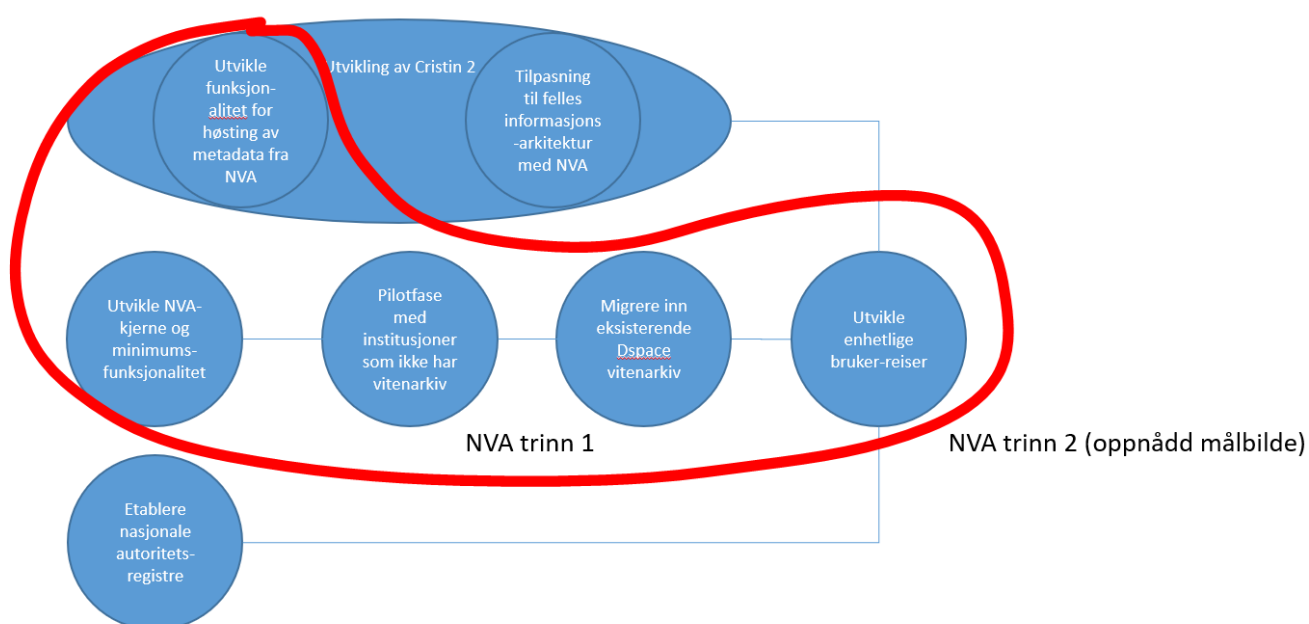 Utvikle
funksjon-
alitet for
høsting av
metadata fra
NVA
Utvikling av Cristin 2
Tilpasning
til felles
informasjons
-arkitektur
med NVA
Utvikle NVA-
kjerne og
minimums-
funksjonalitet
Pilotfase
med
institusjoner
som ikke har
vitenarkiv
Migrere inn
eksisterende
Dspace
vitenarkiv
Utvikle
enhetlige
bruker-reiser
NVA trinn 1
NVA trinn 2 (oppnådd målbilde)
Etablere
nasjonale
autoritets-
registre